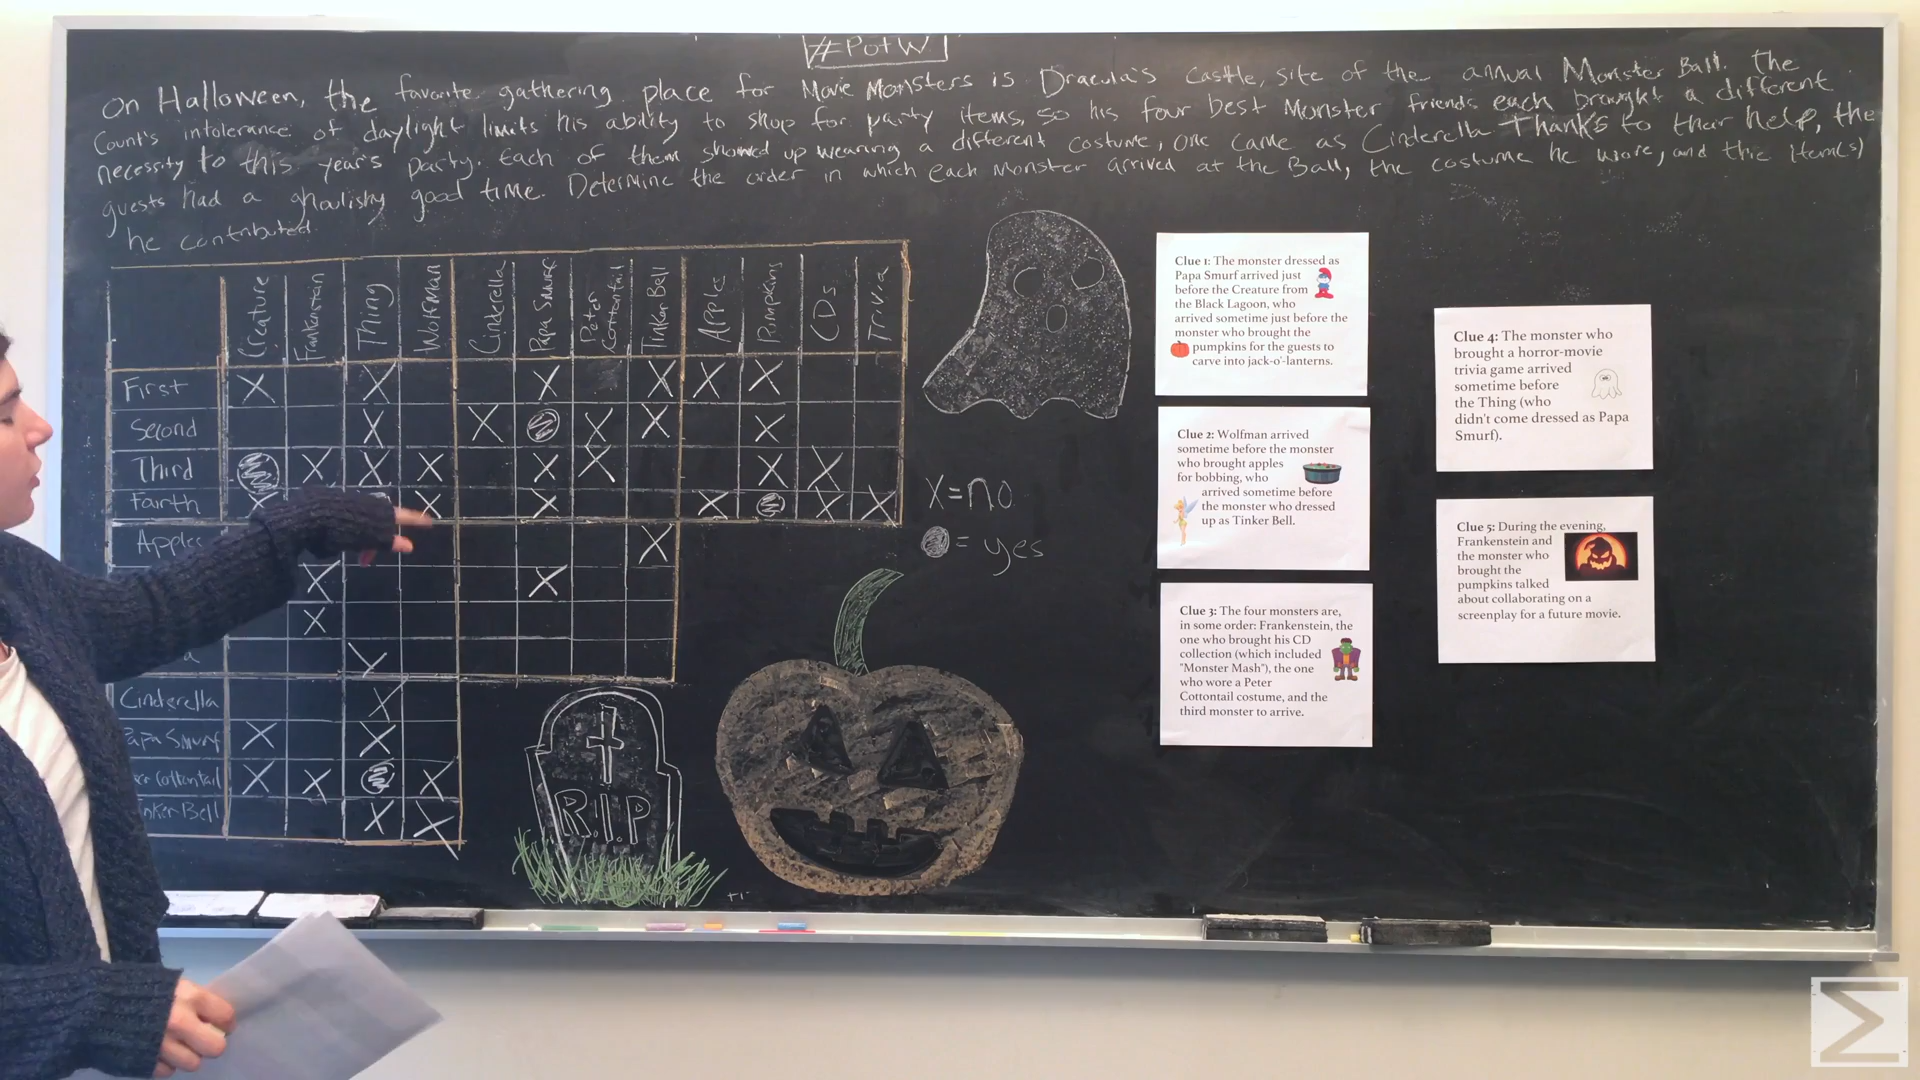 #PotW
On Halloween, the favorite gathering place for Movie Monsters is Dracula's Castle, site of the annual Monster Ball. The
Count's intolerance of daylight limits his ability to shop for party items, so his four best Monster friends each brought a different
necessity to this year's party. Each of them showed up wearing a different costume, one came as Cinderella Thanks to their help, the
guests had a ghoulishly good time. Determine the order in which each Monster arrived at the Ball, the costume he wore, and the item(s)
he contributed.
Creature
Thing
Wolfman
Cinderella
Papa Smurf
Peter
Cottontail
Tinker Bell
Apples
Pumpkins
CDs
Trivia
First
Second
Third
Fourth
Apples
Cinderella
Papa Smurf
Cottontail
Bell
X=no
= yes
R.I.P
Clue 1: The monster dressed as
Papa Smurf arrived just
before the Creature from
the Black Lagoon, who
arrived sometime just before the
monster who brought the
pumpkins for the guests to
carve into jack-o'-lanterns.
Clue 2: Wolfman arrived
sometime before the monster
who brought apples
for bobbing, who
arrived sometime before
the monster who dressed
up as Tinker Bell.
Clue 3: The four monsters are,
in some order: Frankenstein, the
one who brought his CD
collection (which included
"Monster Mash"), the one
who wore a Peter
Cottontail costume, and the
third monster to arrive.
Clue 4: The monster who
brought a horror-movie
trivia game arrived
sometime before
the Thing (who
didn't come dressed as Papa
Smurf).
Clue 5: During the evening,
Frankenstein and
the monster who
brought the
pumpkins talked
about collaborating on a
screenplay for a future movie.
Σ